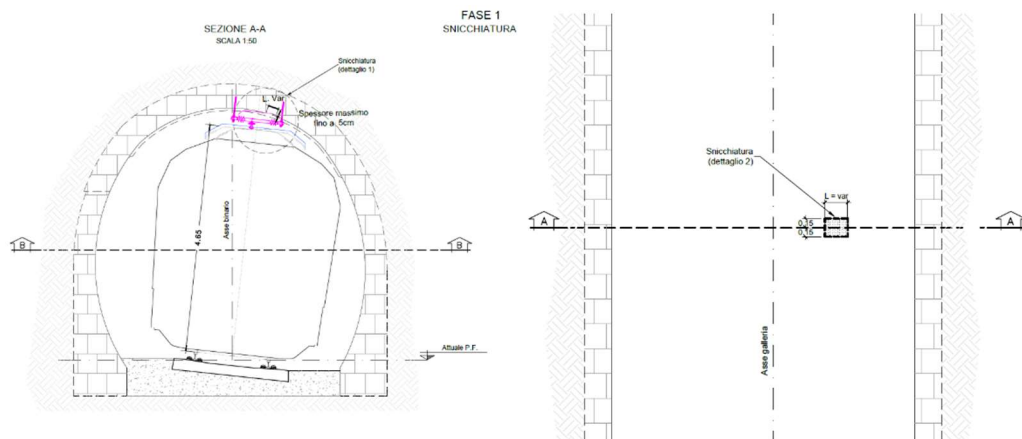 FASE 1
SNICCHIATURA
SEZIONE A-A
SCALA 1:50
Snicchiatura
(dettaglio 1)
L. Var
Spessore massimo
fino a 5cm
4.65
Asse binario
B
B
Attuale P.F.
Snicchiatura
(dettaglio 2)
L = var
0.15
0.15
A
A
Asse galleria